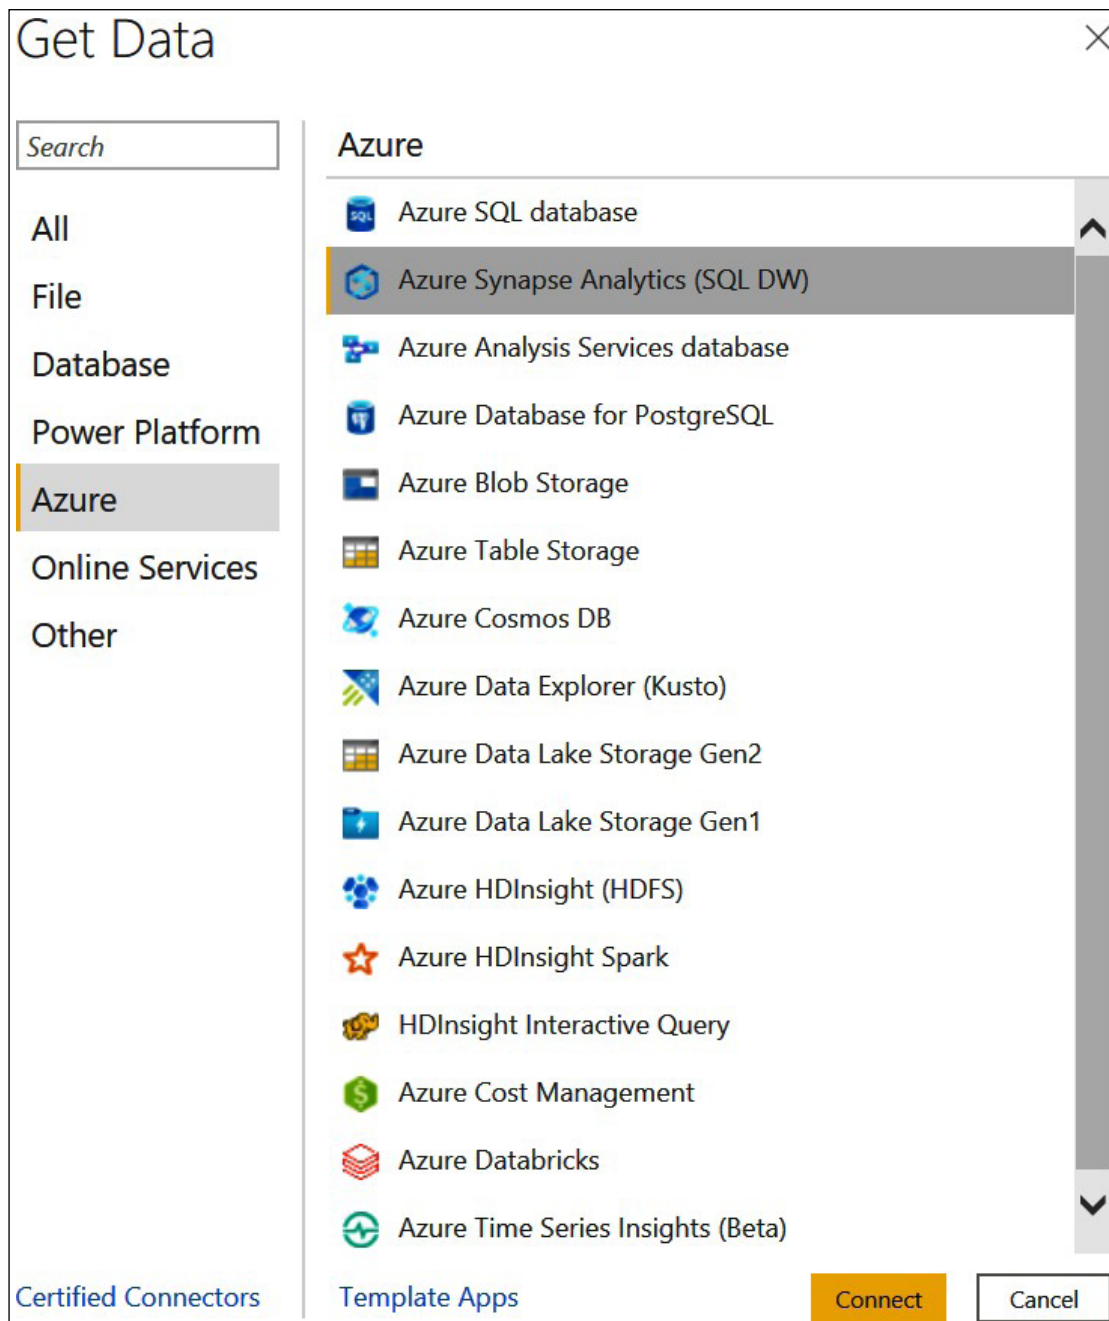 Get Data
Search
All
File
Database
Power Platform
Azure
Online Services
Other
Certified Connectors
Azure
SQL
Azure SQL database
Azure Synapse Analytics (SQL DW)
Azure Analysis Services database
Azure Database for PostgreSQL
Azure Blob Storage
Azure Table Storage
Azure Cosmos DB
Azure Data Explorer (Kusto)
Azure Data Lake Storage Gen2
Azure Data Lake Storage Gen1
Azure HDInsight (HDFS)
Azure HDInsight Spark
HDInsight Interactive Query
$
Azure Cost Management
Azure Databricks
Azure Time Series Insights (Beta)
Template Apps
Connect
Cancel